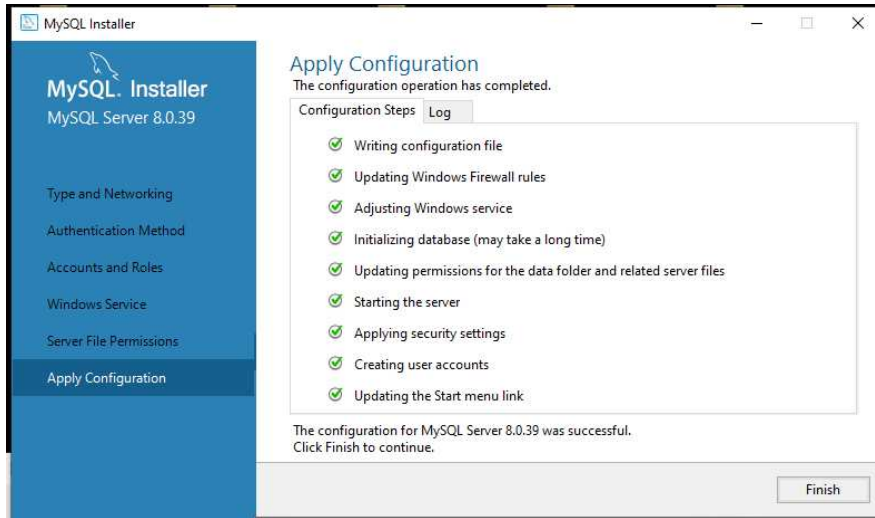 MySQL Installer
MySQL. Installer
MySQL Server 8.0.39
Type and Networking
Authentication Method
Accounts and Roles
Windows Service
Server File Permissions
Apply Configuration
Apply Configuration
The configuration operation has completed.
Configuration Steps Log
Writing configuration file
Updating Windows Firewall rules
Adjusting Windows service
Initializing database (may take a long time)
Updating permissions for the data folder and related server files
Starting the server
Applying security settings
Creating user accounts
Updating the Start menu link
The configuration for MySQL Server 8.0.39 was successful.
Click Finish to continue.
Finish